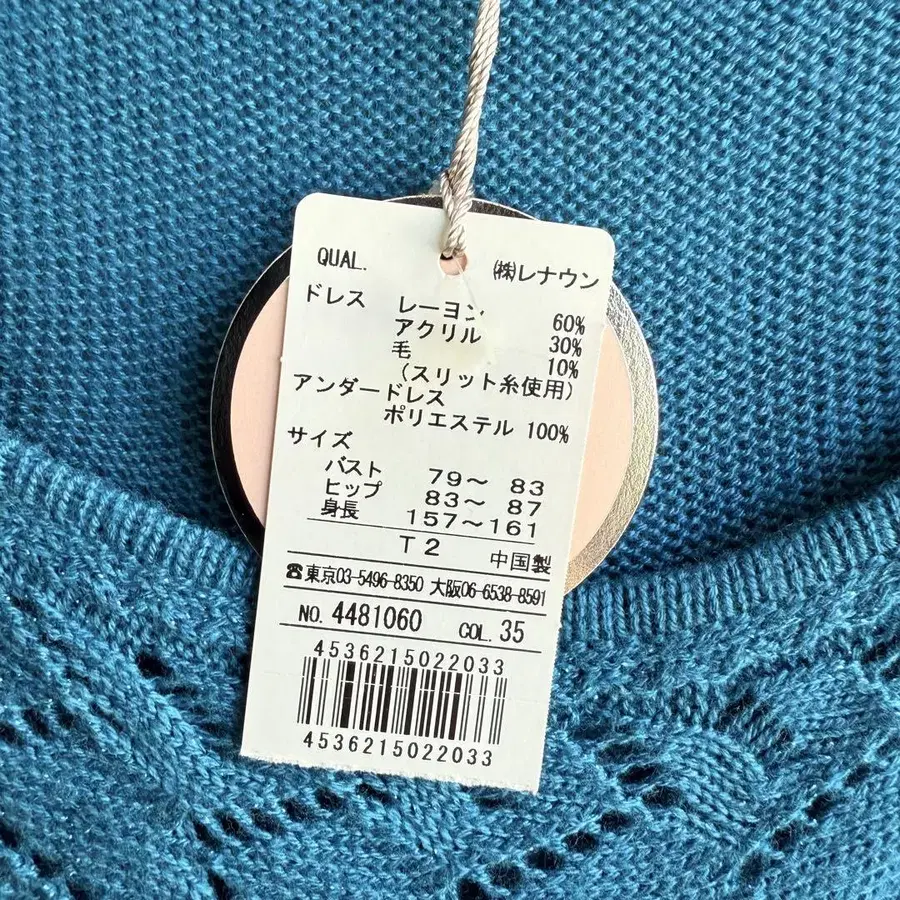 QUAL. ㈱レナウン
ドレス レーヨン 60%
アクリル 30%
毛 10%
(スリット糸使用)
アンダードレス
ポリエステル 100%
サイズ
バスト 79〜 83
ヒップ 83〜 87
身長 157〜161
T2 中国製
☎東京03-5496-8350 大阪06-6538-8591
NO. 4481060 COL. 35
4536215022033
4536215022033